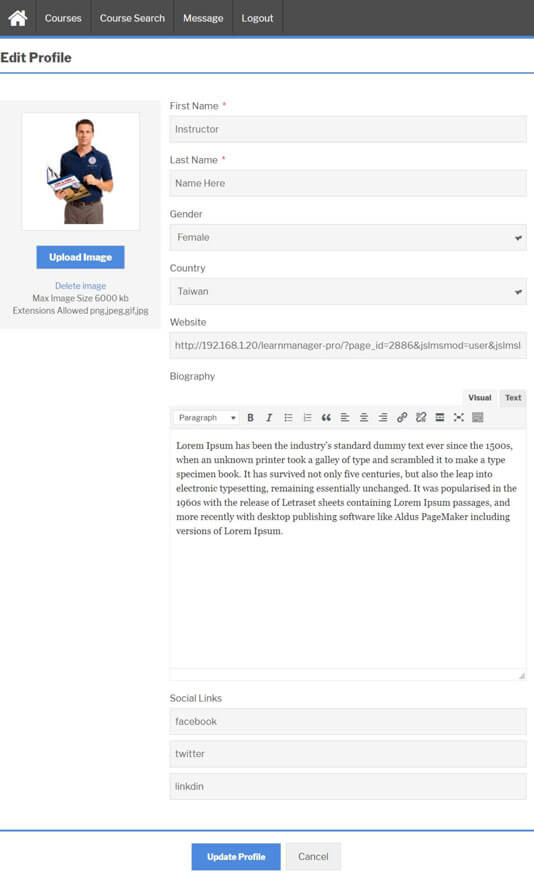 Courses Course Search Message Logout
Edit Profile
Upload Image
Delete image
Max Image Size 6000 kb
Extensions Allowed png,jpeg,gif,jpg
First Name *
Instructor
Last Name *
Name Here
Gender
Female
Country
Taiwan
Website
http://192.168.1.20/learnmanager-pro/?page_id=2886&jslmsmod=user&jslmsl
Biography
Visual Text
Paragraph B I
Lorem Ipsum has been the industry's standard dummy text ever since the 1500s,
when an unknown printer took a galley of type and scrambled it to make a type
specimen book. It has survived not only five centuries, but also the leap into
electronic typesetting, remaining essentially unchanged. It was popularised in the
1960s with the release of Letraset sheets containing Lorem Ipsum passages, and
more recently with desktop publishing software like Aldus PageMaker including
versions of Lorem Ipsum.
Social Links
facebook
twitter
linkdin
Update Profile Cancel